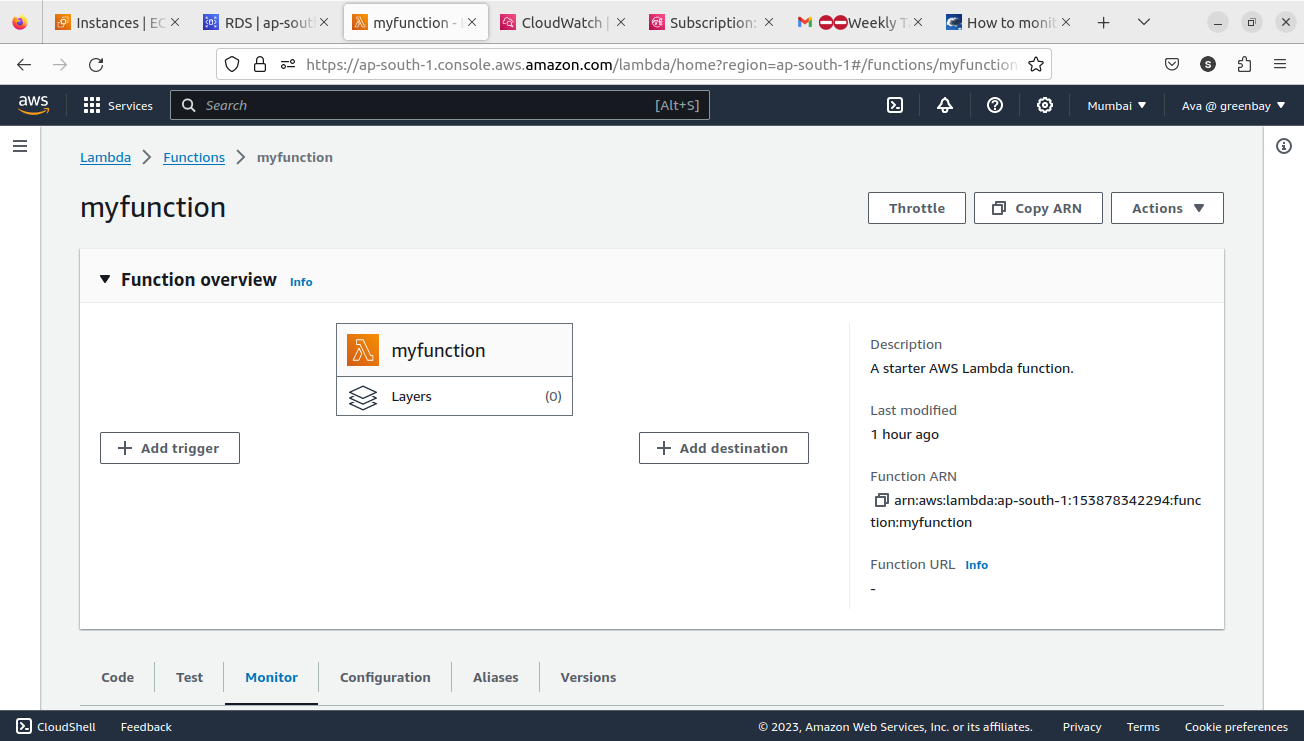 Instances | EC
RDS | ap-sout
myfunction -
CloudWatch |
Subscription:
Weekly T
How to monit
https://ap-south-1.console.aws.amazon.com/lambda/home?region=ap-south-1#/functions/myfunction
S
aws
Services
Search
[Alt+S]
Mumbai
Ava @ greenbay
Lambda
Functions
myfunction
myfunction
Throttle
Copy ARN
Actions
Function overview
Info
myfunction
Layers
(0)
Add trigger
Add destination
Description
A starter AWS Lambda function.
Last modified
1 hour ago
Function ARN
arn:aws:lambda:ap-south-1:153878342294:func
tion:myfunction
Function URL
Info
-
Code
Test
Monitor
Configuration
Aliases
Versions
CloudShell
Feedback
© 2023, Amazon Web Services, Inc. or its affiliates.
Privacy
Terms
Cookie preferences